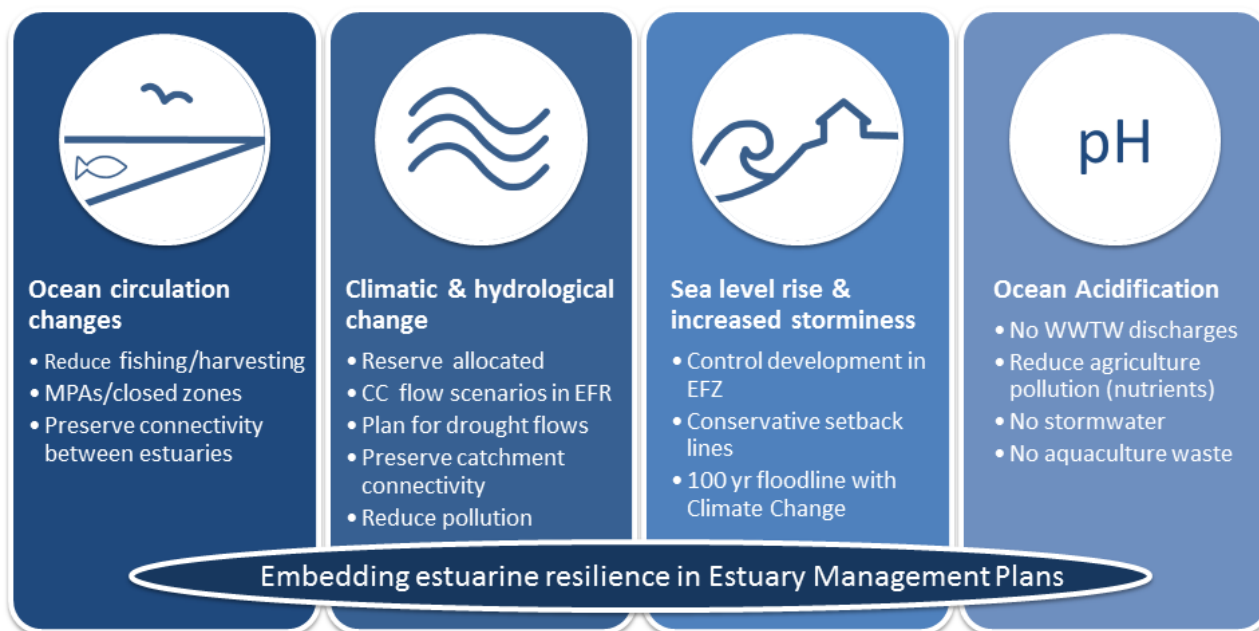 pH
Ocean circulation
changes
• Reduce fishing/harvesting
• MPAs/closed zones
• Preserve connectivity
between estuaries
Climatic & hydrological
change
• Reserve allocated
• CC flow scenarios in EFR
• Plan for drought flows
• Preserve catchment
connectivity
• Reduce pollution
Sea level rise &
increased storminess
• Control development in
EFZ
• Conservative setback
lines
• 100 yr floodline with
Climate Change
Ocean Acidification
• No WWTW discharges
• Reduce agriculture
pollution (nutrients)
• No stormwater
• No aquaculture waste
Embedding estuarine resilience in Estuary Management Plans